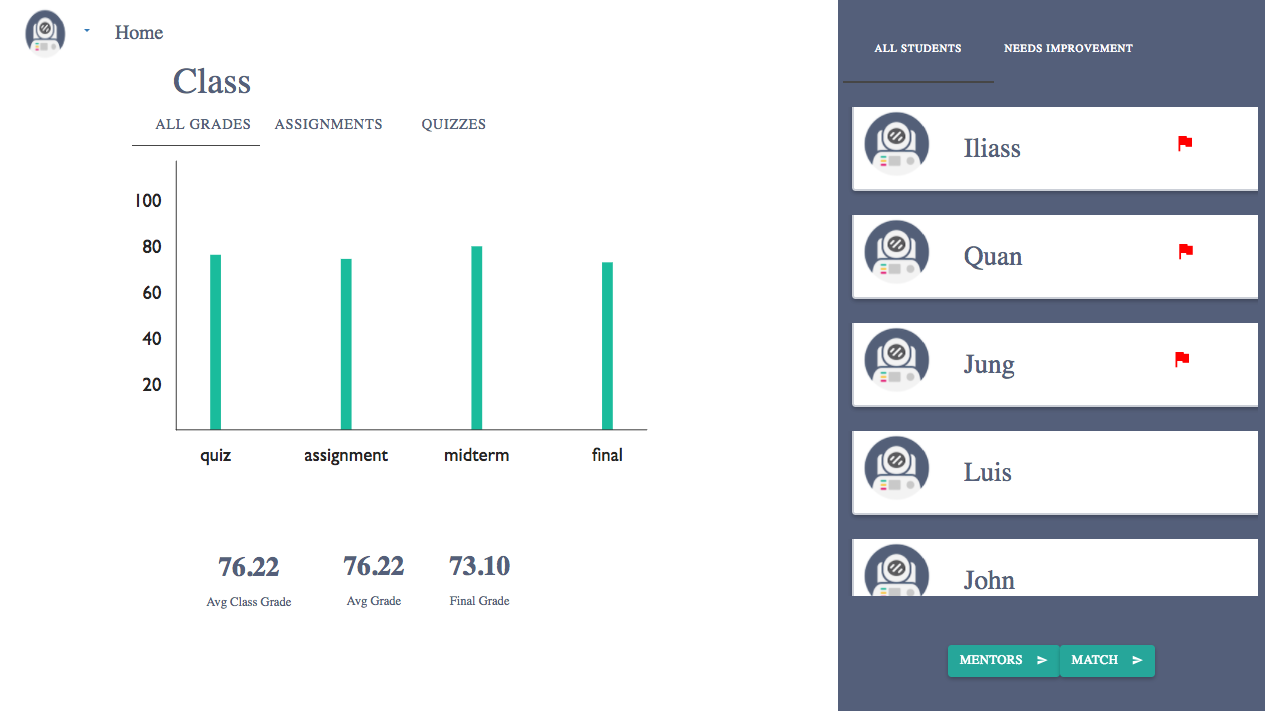 Home
Class
ALL GRADES ASSIGNMENTS QUIZZES
100
80
60
40
20
quiz assignment midterm final
76.22 76.22 73.10
Avg Class Grade Avg Grade Final Grade
ALL STUDENTS NEEDS IMPROVEMENT
Iliass
Quan
Jung
Luis
John
MENTORS MATCH